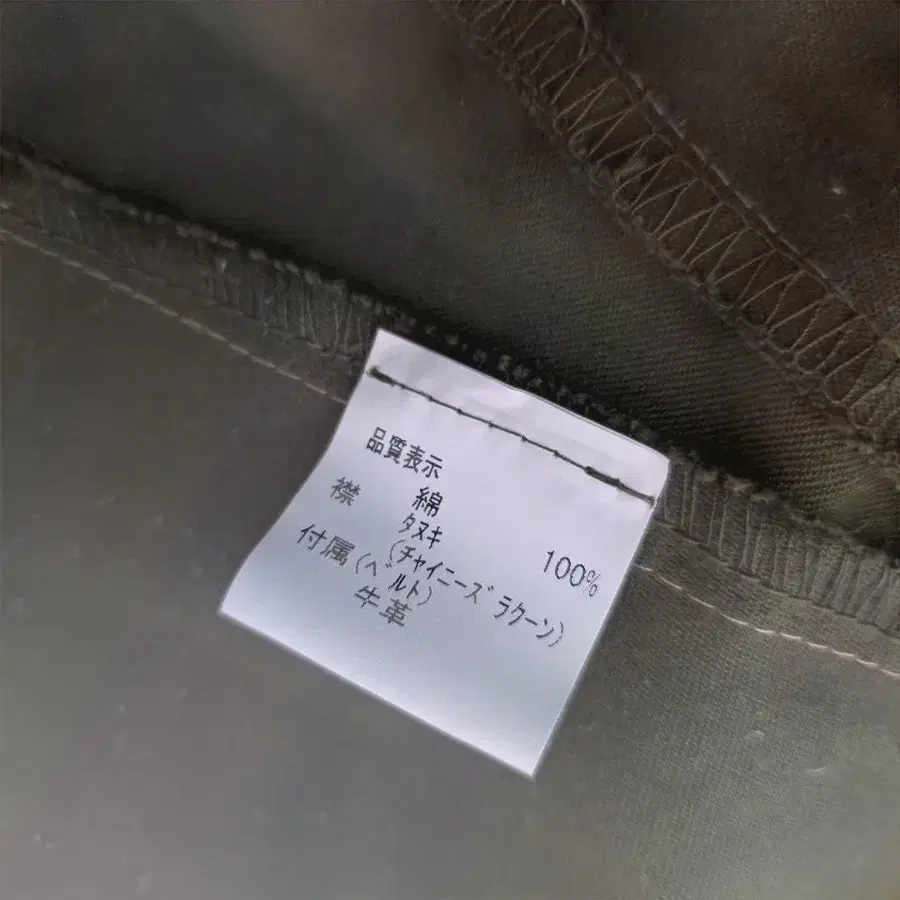 品質表示
綿 100%
襟 タヌキ
(チャイニーズラクーン)
付属(ベルト)
牛革